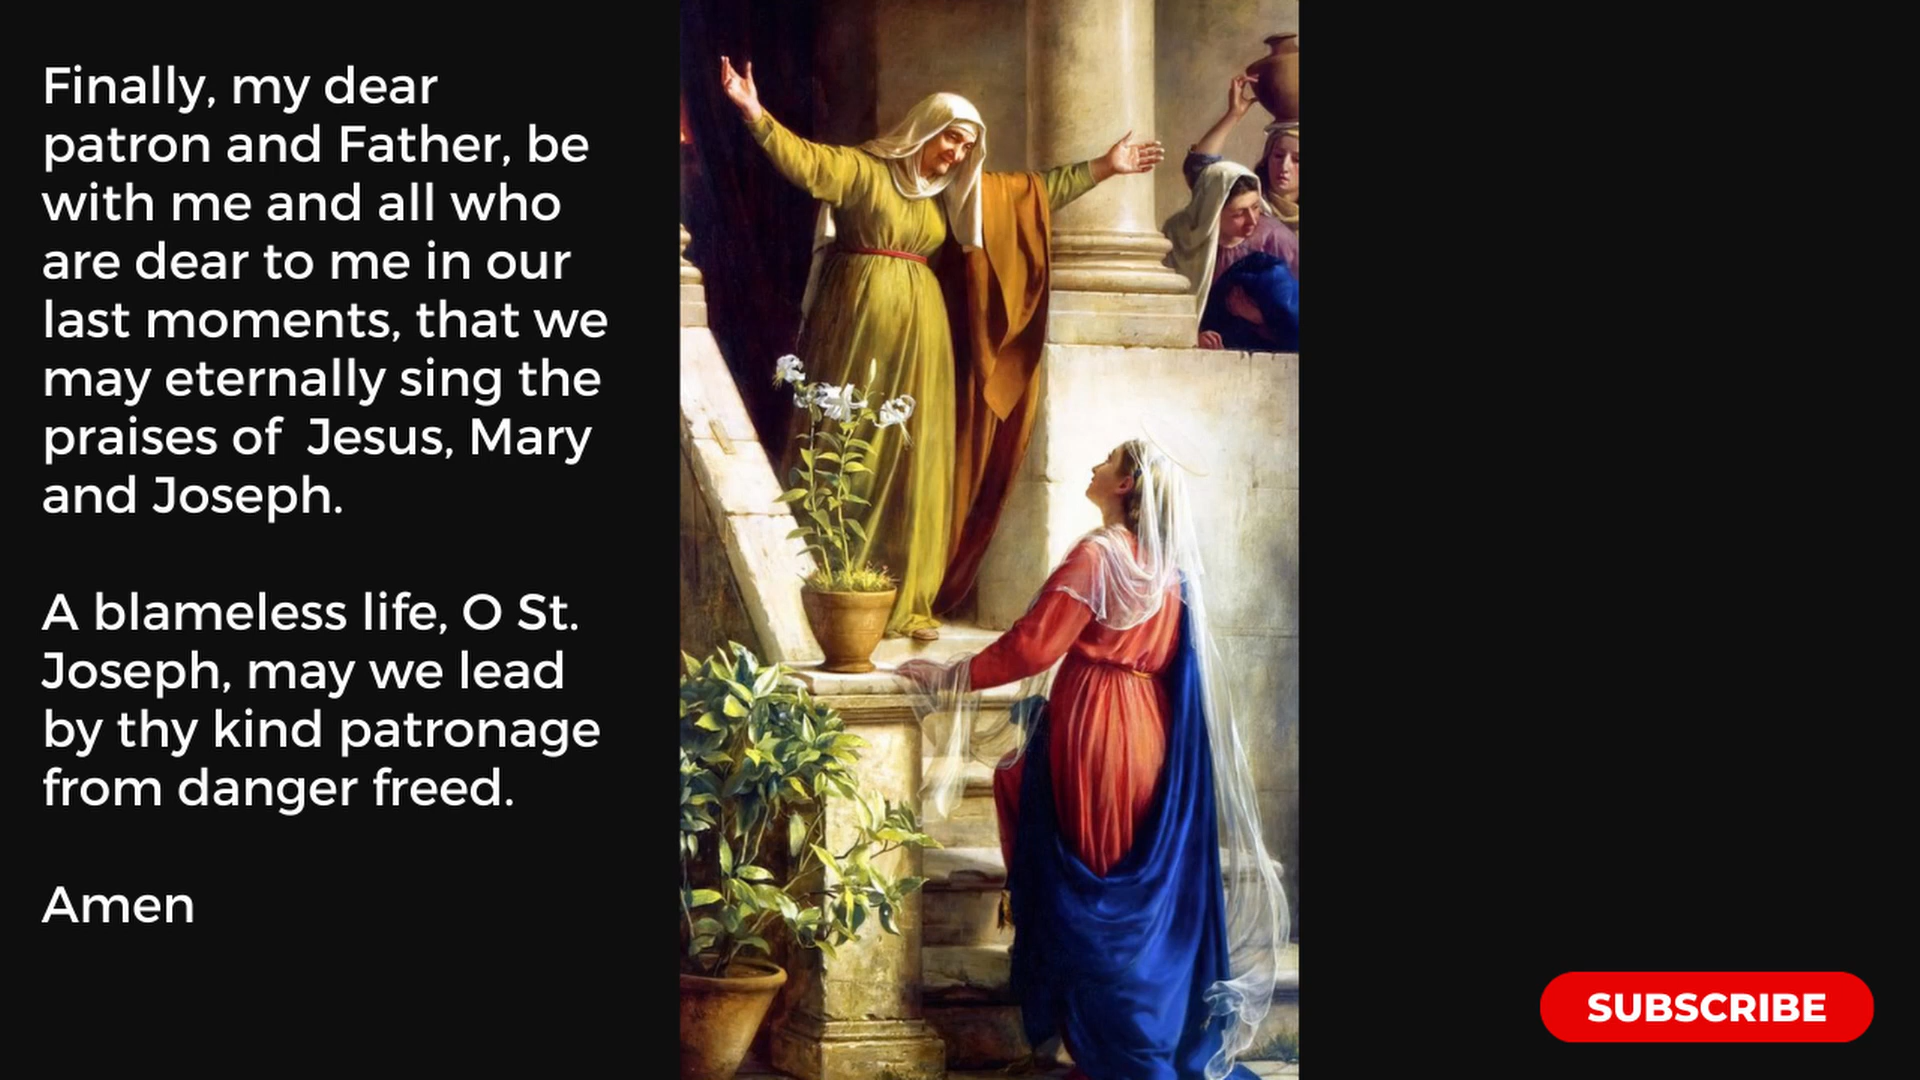 Finally, my dear
patron and Father, be
with me and all who
are dear to me in our
last moments, that we
may eternally sing the
praises of  Jesus, Mary
and Joseph.
A blameless life, O St.
Joseph, may we lead
by thy kind patronage
from danger freed.
Amen
SUBSCRIBE